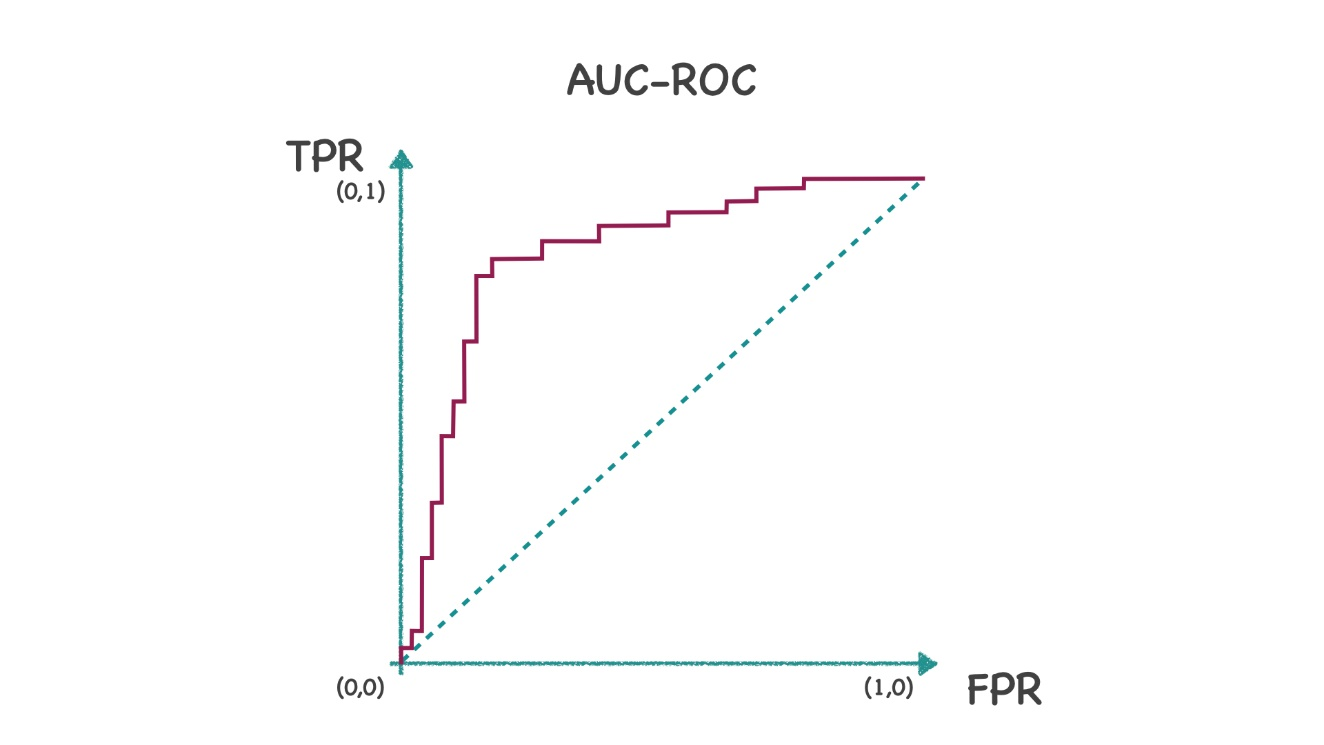 AUC-ROC
TPR
(0,1)
(0,0)
(1,0)
FPR